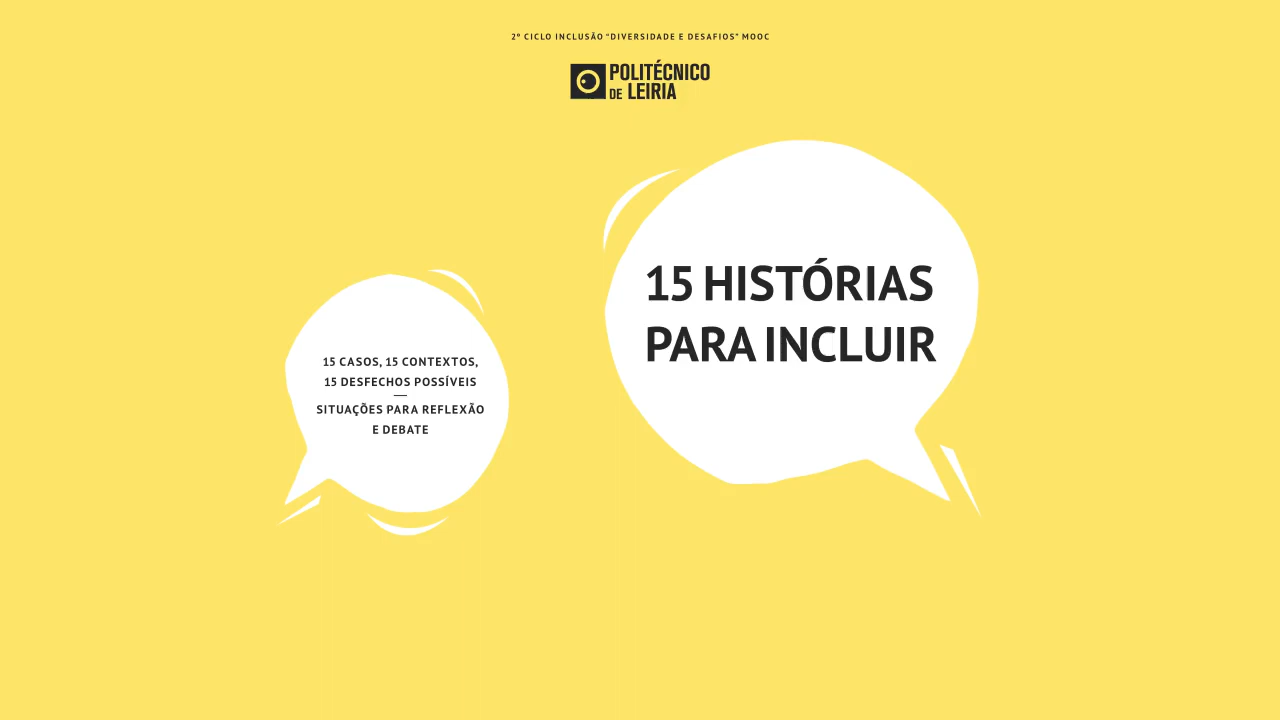 2º CICLO INCLUSÃO "DIVERSIDADE E DESAFIOS" MOOC
POLITÉCNICO
DE LEIRIA
15 HISTÓRIAS
PARA INCLUIR
15 CASOS, 15 CONTEXTOS,
15 DESFECHOS POSSÍVEIS
—
SITUAÇÕES PARA REFLEXÃO
E DEBATE